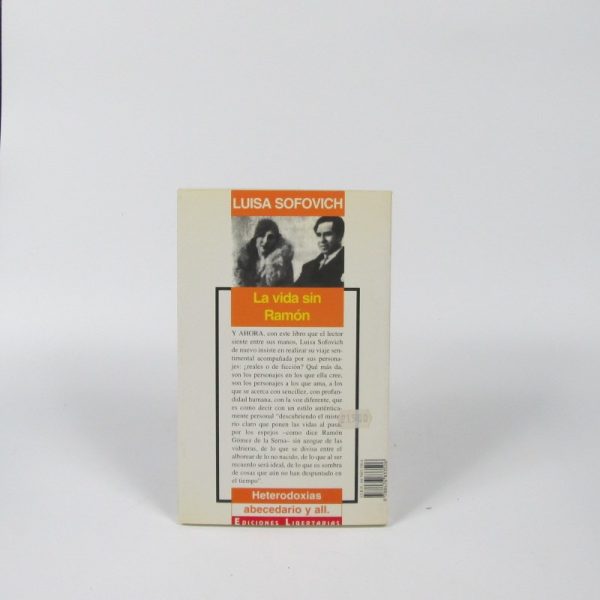 LUISA SOFOVICH
La vida sin
Ramón
Y AHORA, con este libro que el lector
siente entre sus manos, Luisa Sofovich
de nuevo insiste en realizar su viaje sen-
timental acompañada por sus persona-
jes: ¿reales o de ficción? Qué más da,
son los personajes en los que ella cree,
son los personajes a los que ama, a los
que se acerca con sencillez, con profun-
didad humana, con la voz diferente, que
es como decir con un estilo auténtica-
mente personal "descubriendo el miste-
rio claro que ponen las vidas al pasar
por los espejos –como dice Ramón
Gómez de la Serna– sin azogue de las
vidrieras, de lo que se divisa entre el
alborear de lo no nacido, de lo que al ser
recuerdo será ideal, de lo que es sombra
de cosas que aún no han despuntado en
el tiempo".
Heterodoxias
abecedario y all.
EDICIONES LIBERTARIAS